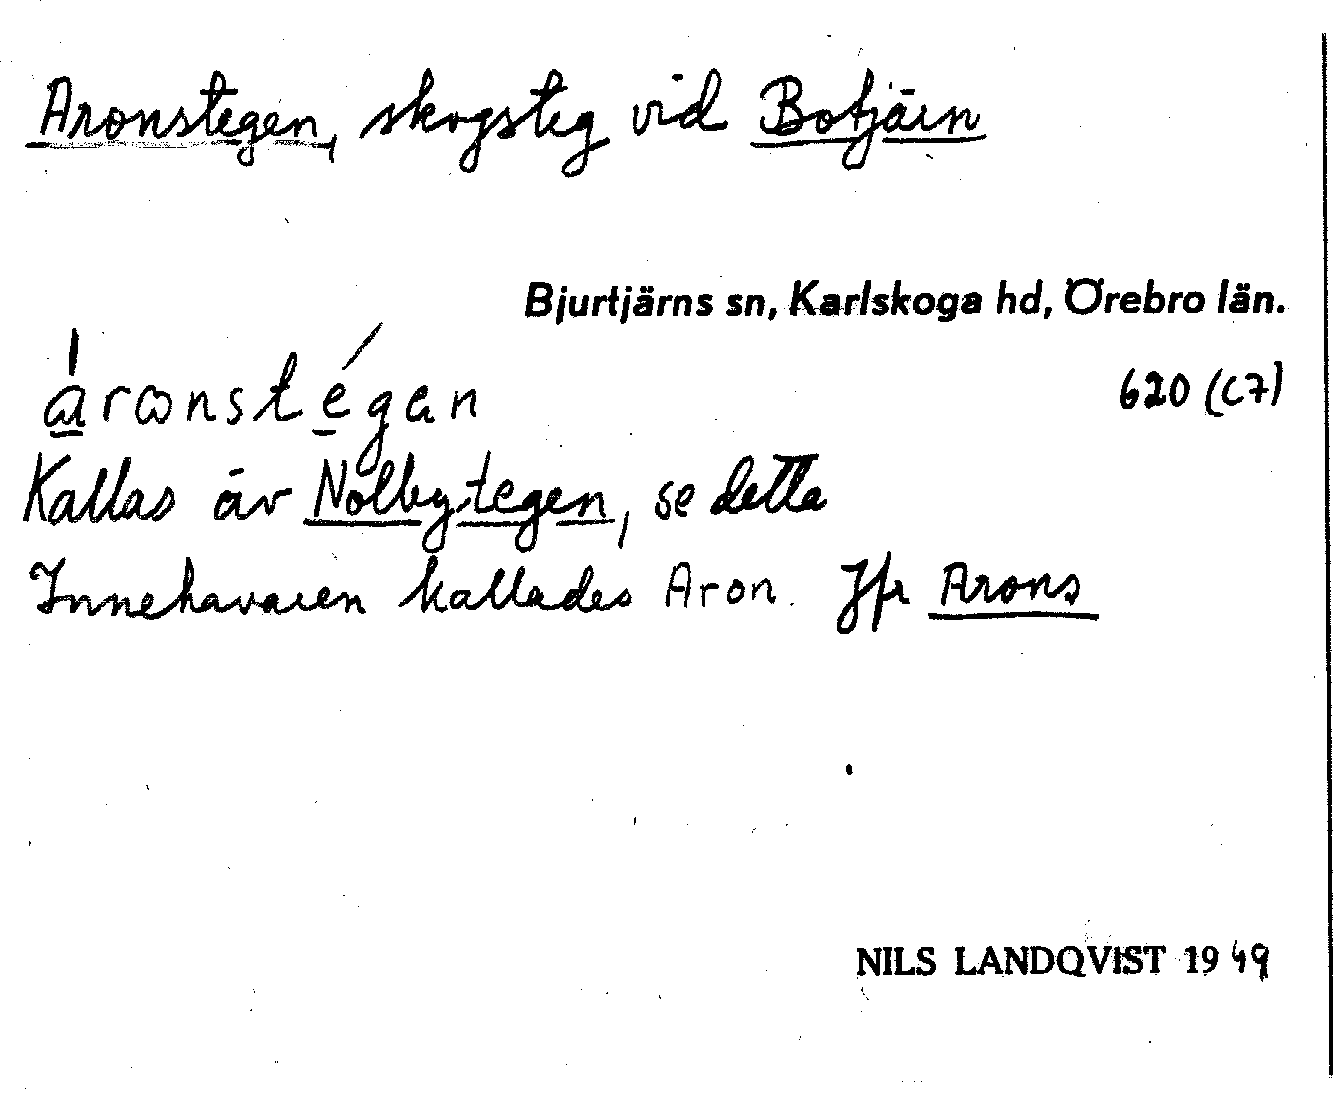 Aronstegen, skogsteg vid Botjärn
Bjurtjärns sn, Karlskoga hd, Örebro län.
620 (C7)
Kallas äv Nolbytegen, se detta
Innehavaren kallades Aron. Jfr Arons
NILS LANDQVIST 1949